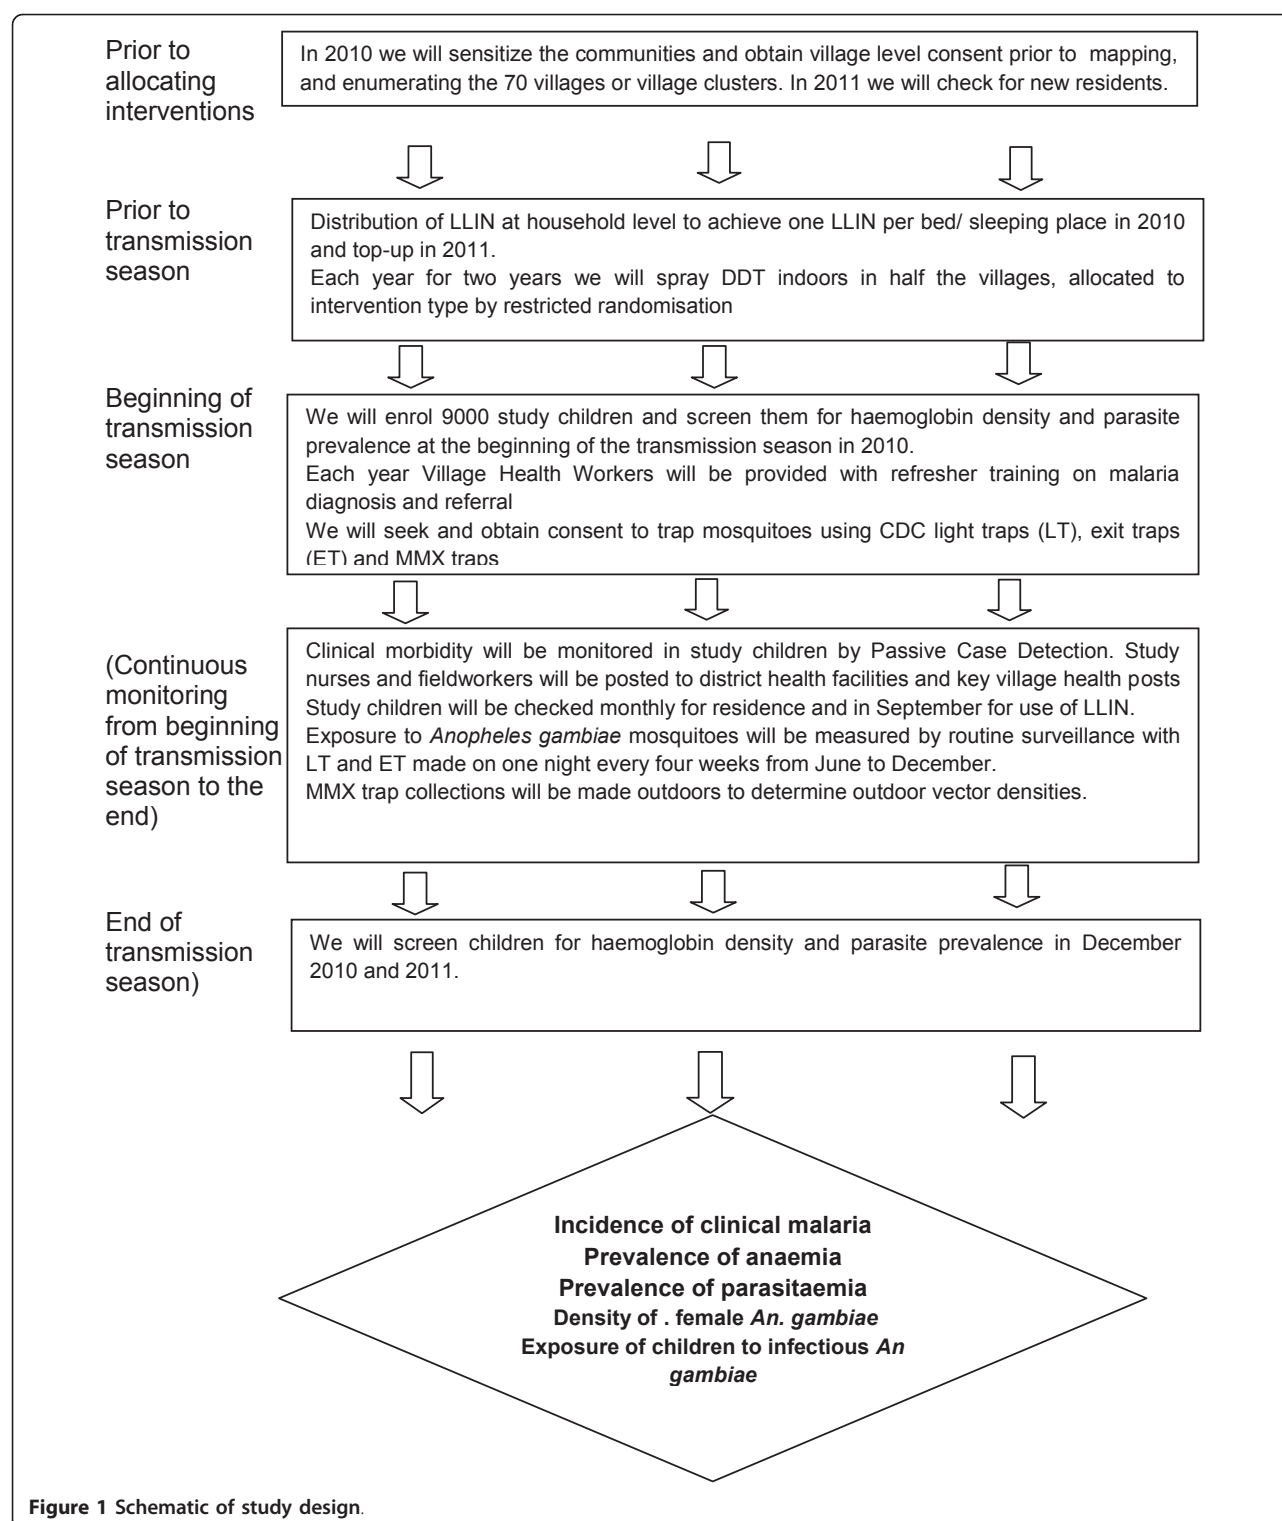 Prior to
allocating
interventions
In 2010 we will sensitize the communities and obtain village level consent prior to mapping,
and enumerating the 70 villages or village clusters. In 2011 we will check for new residents.
Prior to
transmission
season
Distribution of LLIN at household level to achieve one LLIN per bed/ sleeping place in 2010
and top-up in 2011.
Each year for two years we will spray DDT indoors in half the villages, allocated to
intervention type by restricted randomisation
Beginning of
transmission
season
We will enrol 9000 study children and screen them for haemoglobin density and parasite
prevalence at the beginning of the transmission season in 2010.
Each year Village Health Workers will be provided with refresher training on malaria
diagnosis and referral
We will seek and obtain consent to trap mosquitoes using CDC light traps (LT), exit traps
(ET) and MMX traps
(Continuous
monitoring
from beginning
of transmission
season to the
end)
Clinical morbidity will be monitored in study children by Passive Case Detection. Study
nurses and fieldworkers will be posted to district health facilities and key village health posts
Study children will be checked monthly for residence and in September for use of LLIN.
Exposure to Anopheles gambiae mosquitoes will be measured by routine surveillance with
LT and ET made on one night every four weeks from June to December.
MMX trap collections will be made outdoors to determine outdoor vector densities.
End of
transmission
season)
We will screen children for haemoglobin density and parasite prevalence in December
2010 and 2011.
Incidence of clinical malaria
Prevalence of anaemia
Prevalence of parasitaemia
Density of . female An. gambiae
Exposure of children to infectious An
gambiae
Figure 1 Schematic of study design.